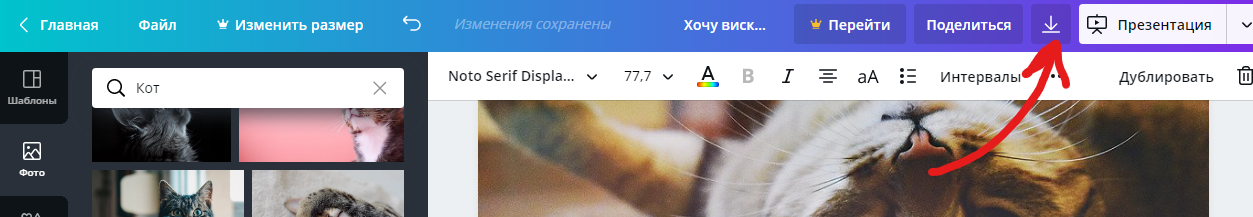 Главная Файл Изменить размер Изменения сохранены Хочу виск... Перейти Поделиться Презентация
Шаблоны
Кот
Noto Serif Displa... 77,7 A B I aA Интервалы Дублировать
Фото